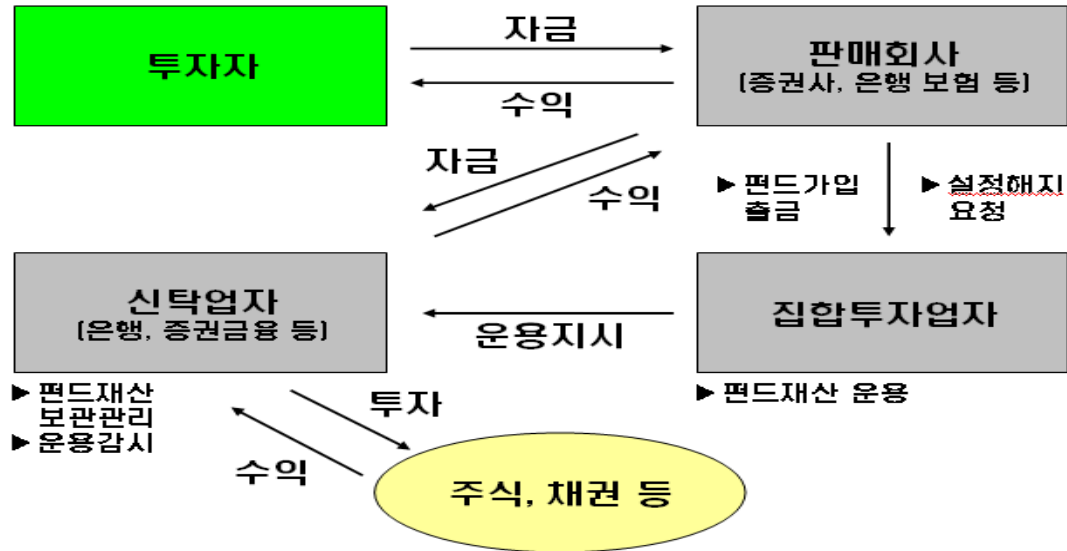 투자자
자금
수익
판매회사
(증권사, 은행 보험 등)
자금
수익
▶ 펀드가입
출금
▶ 설정해지
요청
신탁업자
(은행, 증권금융 등)
운용지시
집합투자업자
▶ 펀드재산
보관관리
▶ 운용감시
▶ 펀드재산 운용
투자
수익
주식, 채권 등